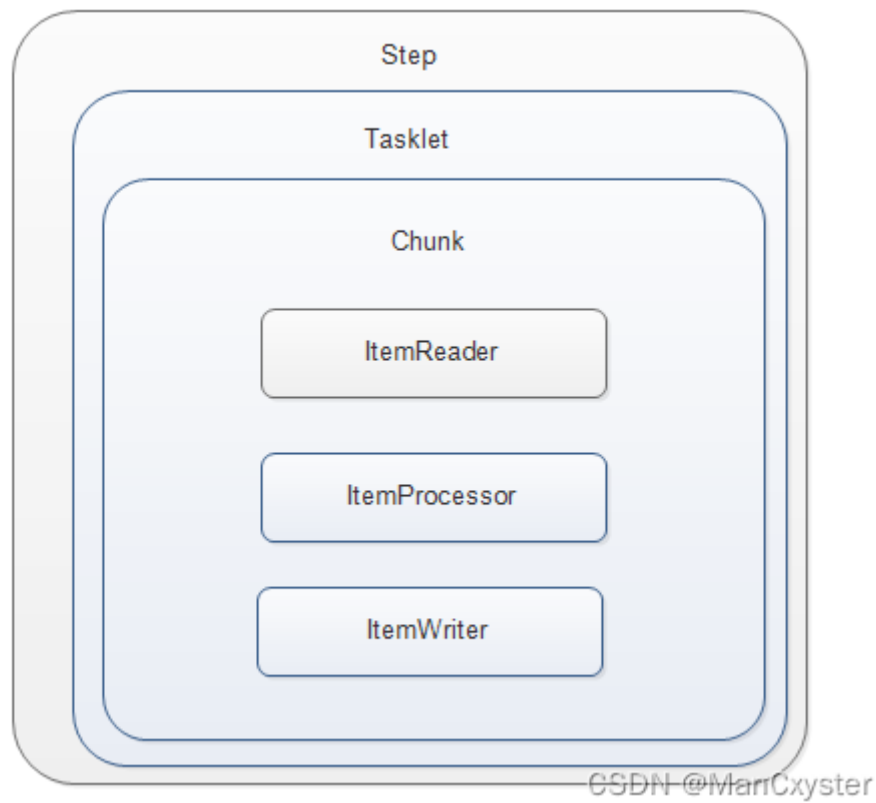 Step
Tasklet
Chunk
ItemReader
ItemProcessor
ItemWriter
CSDN @ManCxyster